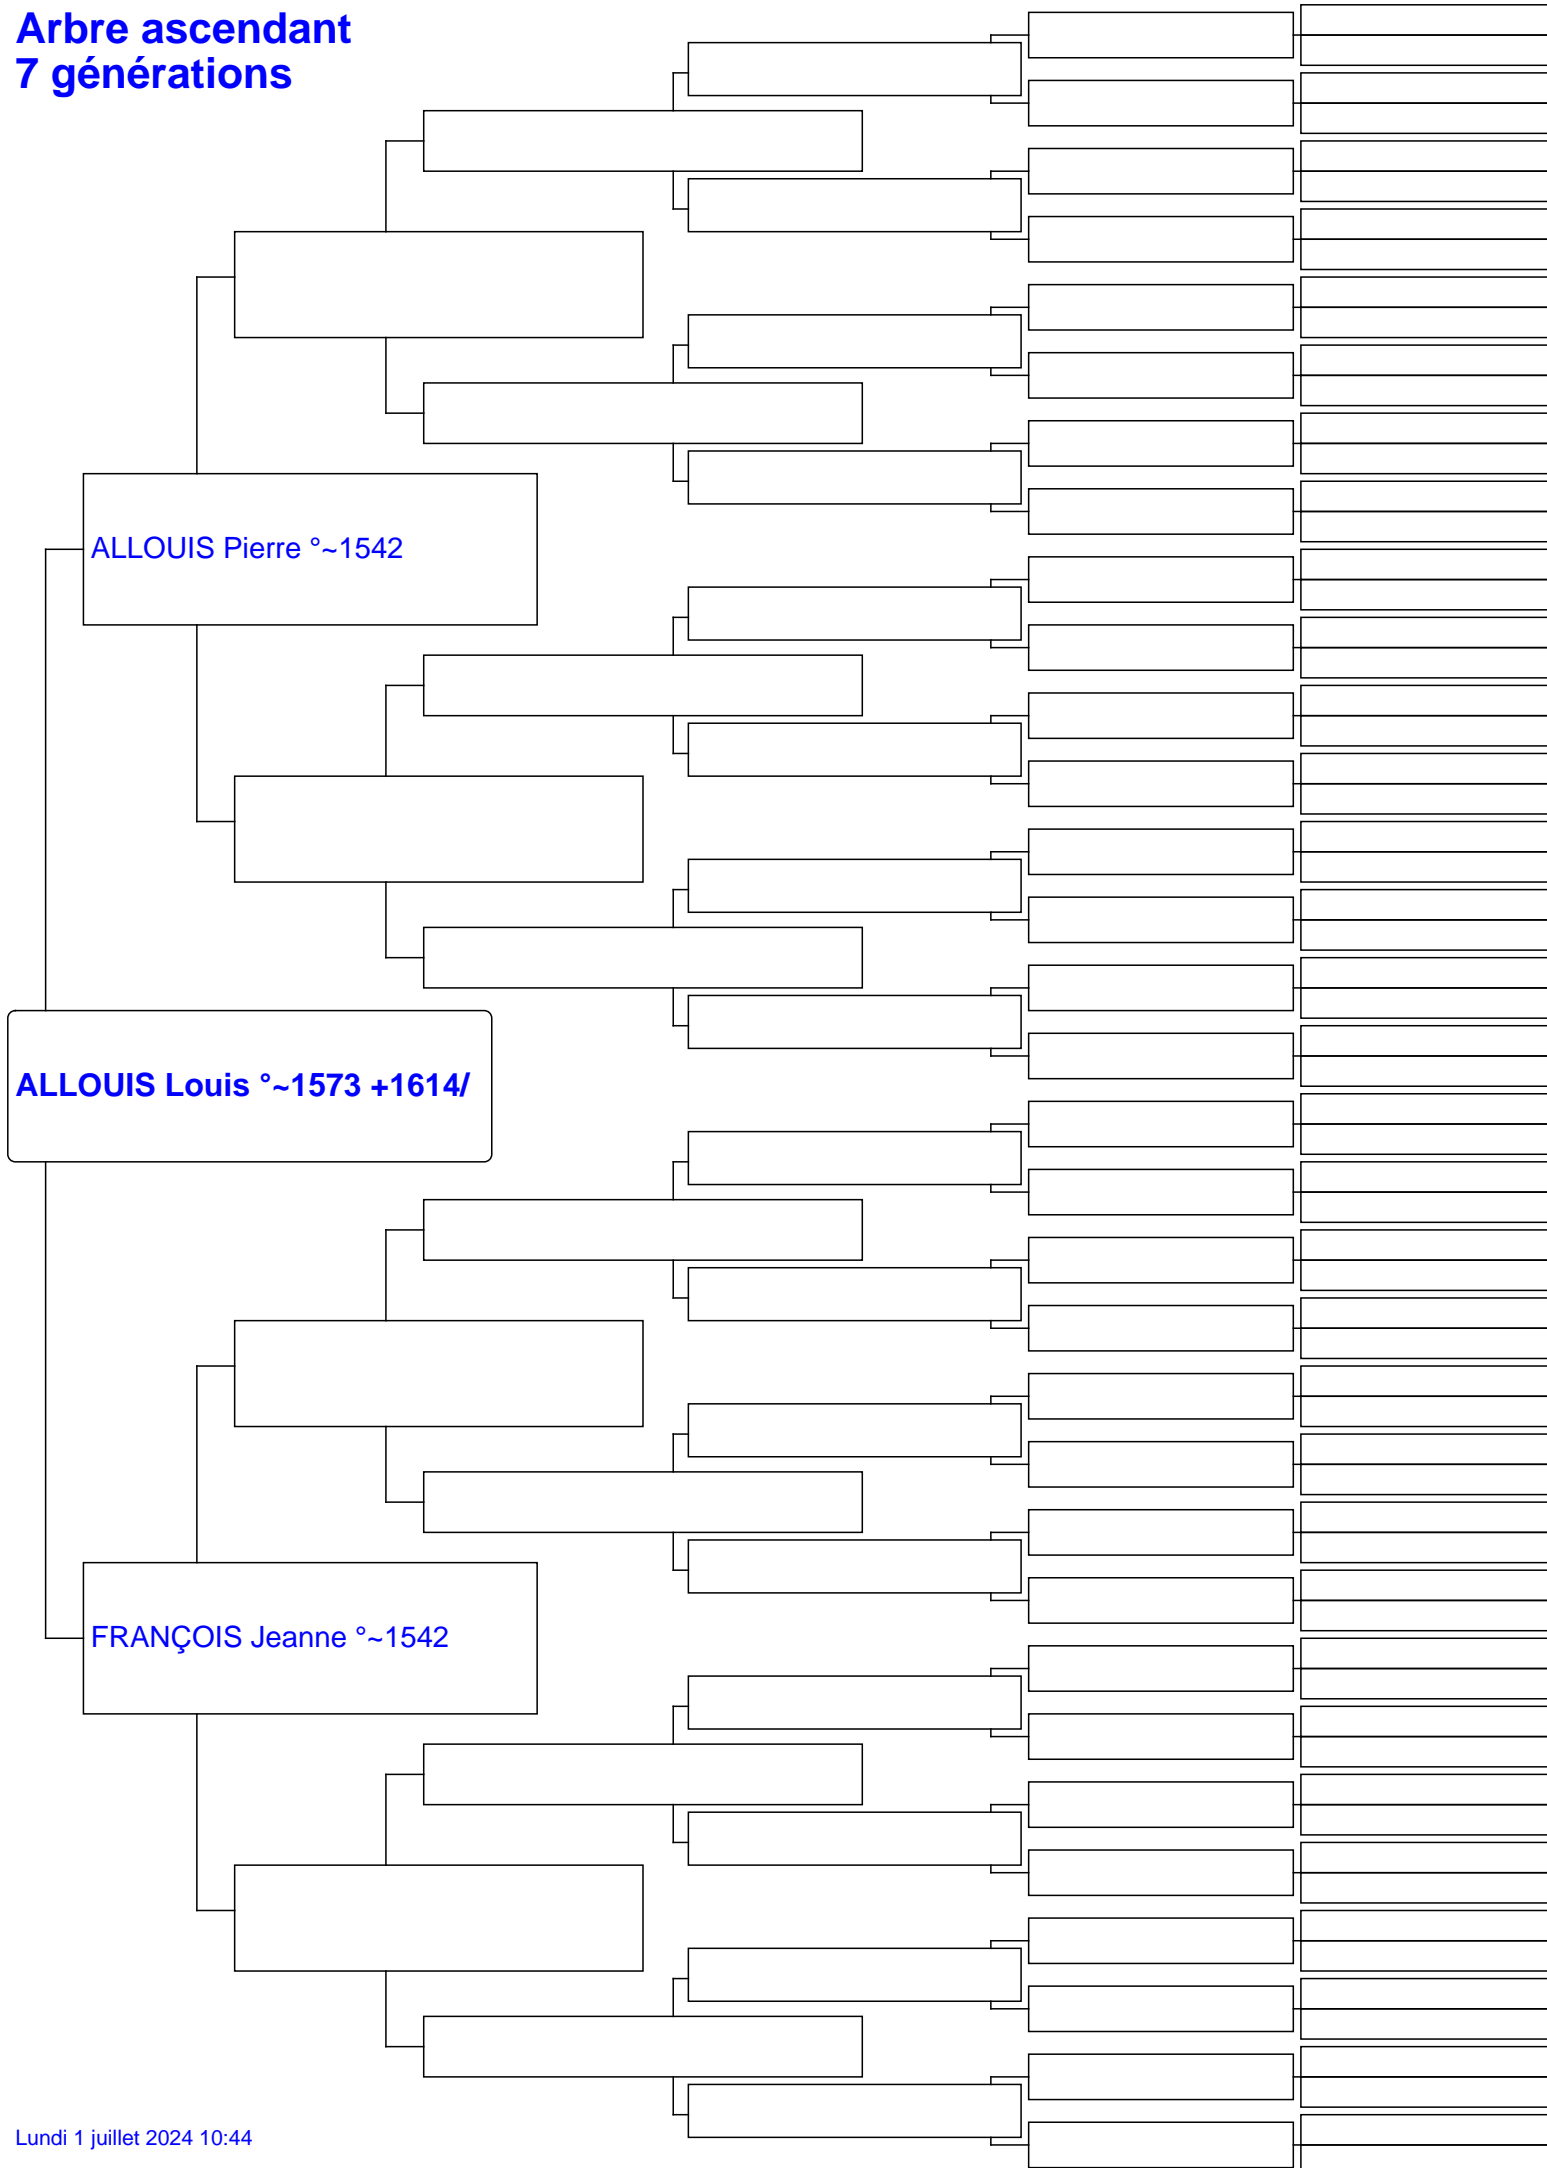 Arbre ascendant
7 générations
ALLOUIS Pierre °~1542
ALLOUIS Louis °~1573 +1614/
FRANÇOIS Jeanne °~1542
Lundi 1 juillet 2024 10:44